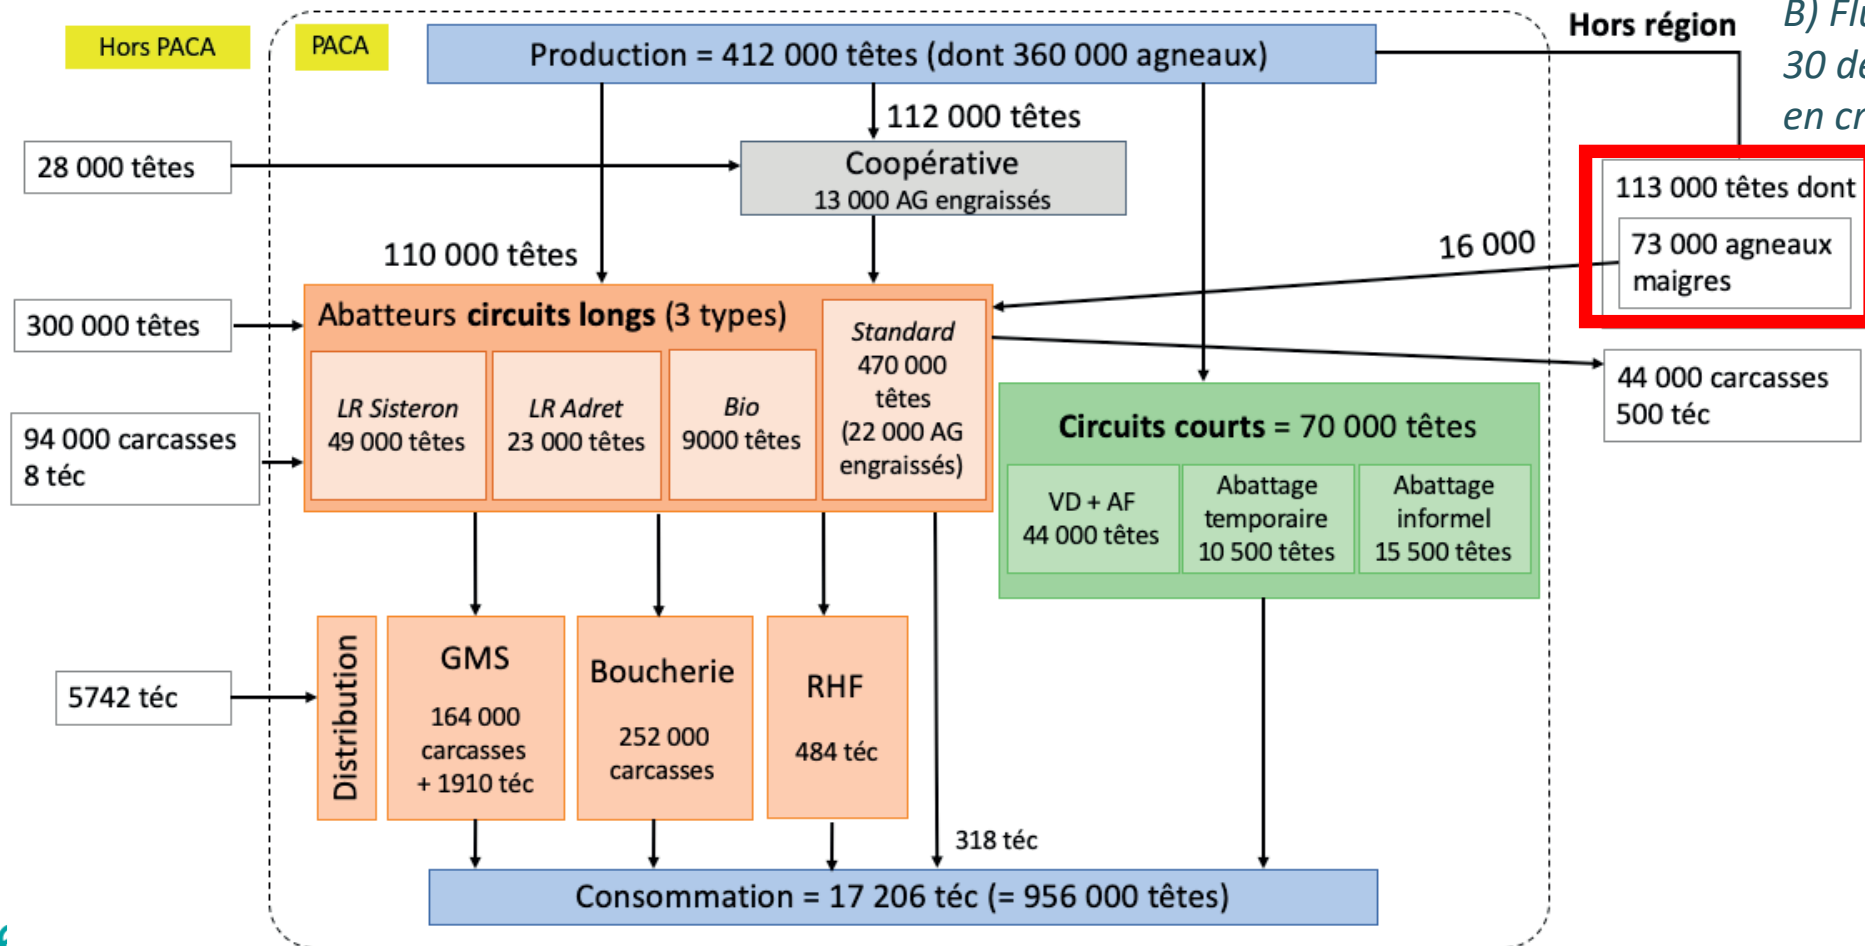 Hors PACA
PACA
Production = 412 000 têtes (dont 360 000 agneaux)
Hors région
B) Flu
30 de
en cr
112 000 têtes
28 000 têtes
Coopérative
13 000 AG engraissés
113 000 têtes dont
73 000 agneaux
maigres
16 000
110 000 têtes
300 000 têtes
Abatteurs circuits longs (3 types)
LR Sisteron
49 000 têtes
LR Adret
23 000 têtes
Bio
9000 têtes
Standard
470 000
têtes
(22 000 AG
engraissés)
44 000 carcasses
500 téc
94 000 carcasses
8 téc
Circuits courts = 70 000 têtes
VD + AF
44 000 têtes
Abattage
temporaire
10 500 têtes
Abattage
informel
15 500 têtes
5742 téc
Distribution
GMS
164 000
carcasses
+ 1910 téc
Boucherie
252 000
carcasses
RHF
484 téc
318 téc
Consommation = 17 206 téc (= 956 000 têtes)